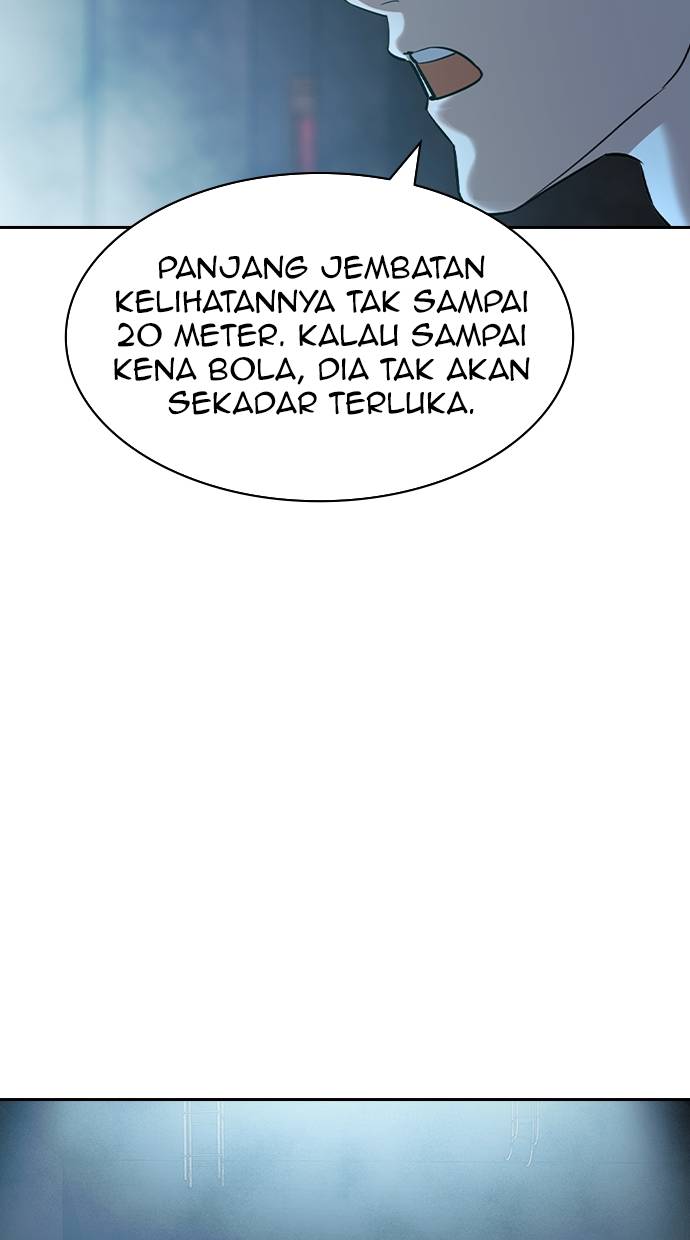 PANJANG JEMBATAN
KELIHATANNYA TAK SAMPAI
20 METER. KALAU SAMPAI
KENA BOLA, DIA TAK AKAN
SEKADAR TERLUKA.